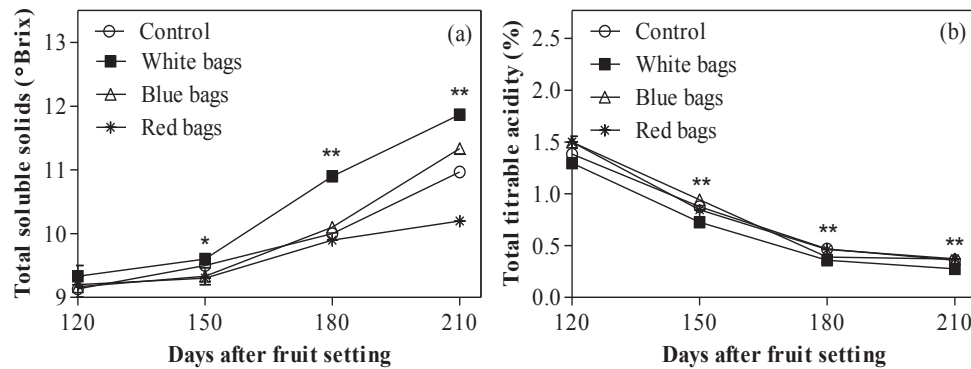 Total soluble solids (°Brix)
13
12
11
10
9
Control
White bags
Blue bags
Red bags
(a)
*
**
**
120
150
180
210
Days after fruit setting
Total titrable acidity (%)
2.5
2.0
1.5
1.0
0.5
0.0
Control
White bags
Blue bags
Red bags
(b)
**
**
**
120
150
180
210
Days after fruit setting